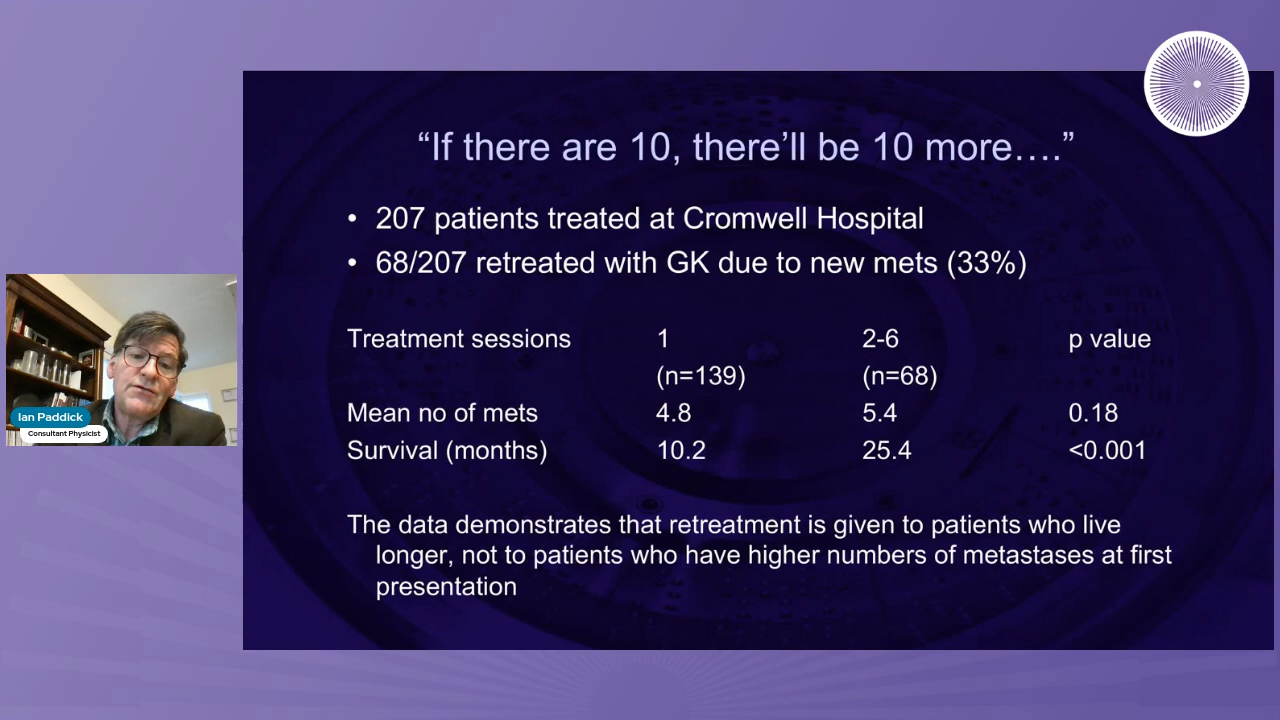 “If there are 10, there’ll be 10 more….”
• 207 patients treated at Cromwell Hospital
• 68/207 retreated with GK due to new mets (33%)
Treatment sessions 1 2-6 p value
(n=139) (n=68)
Mean no of mets 4.8 5.4 0.18
Survival (months) 10.2 25.4 <0.001
The data demonstrates that retreatment is given to patients who live
longer, not to patients who have higher numbers of metastases at first
presentation
Ian Paddick
Consultant Physicist